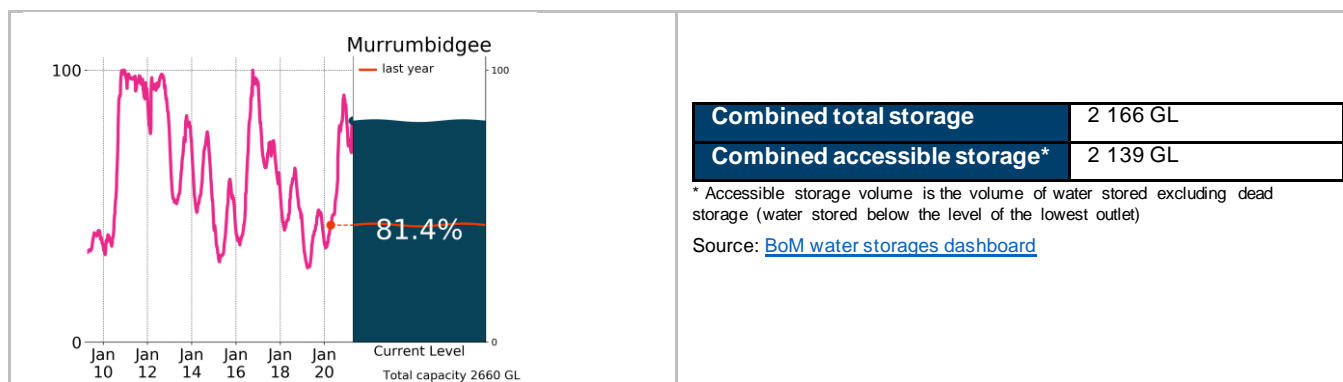 Murrumbidgee
last year
100
100
81.4%
0
0
Jan Jan Jan Jan Jan Jan
10 12 14 16 18 20
Current Level
Total capacity 2660 GL
Combined total storage 2 166 GL
Combined accessible storage* 2 139 GL
* Accessible storage volume is the volume of water stored excluding dead
storage (water stored below the level of the lowest outlet)
Source: BoM water storages dashboard